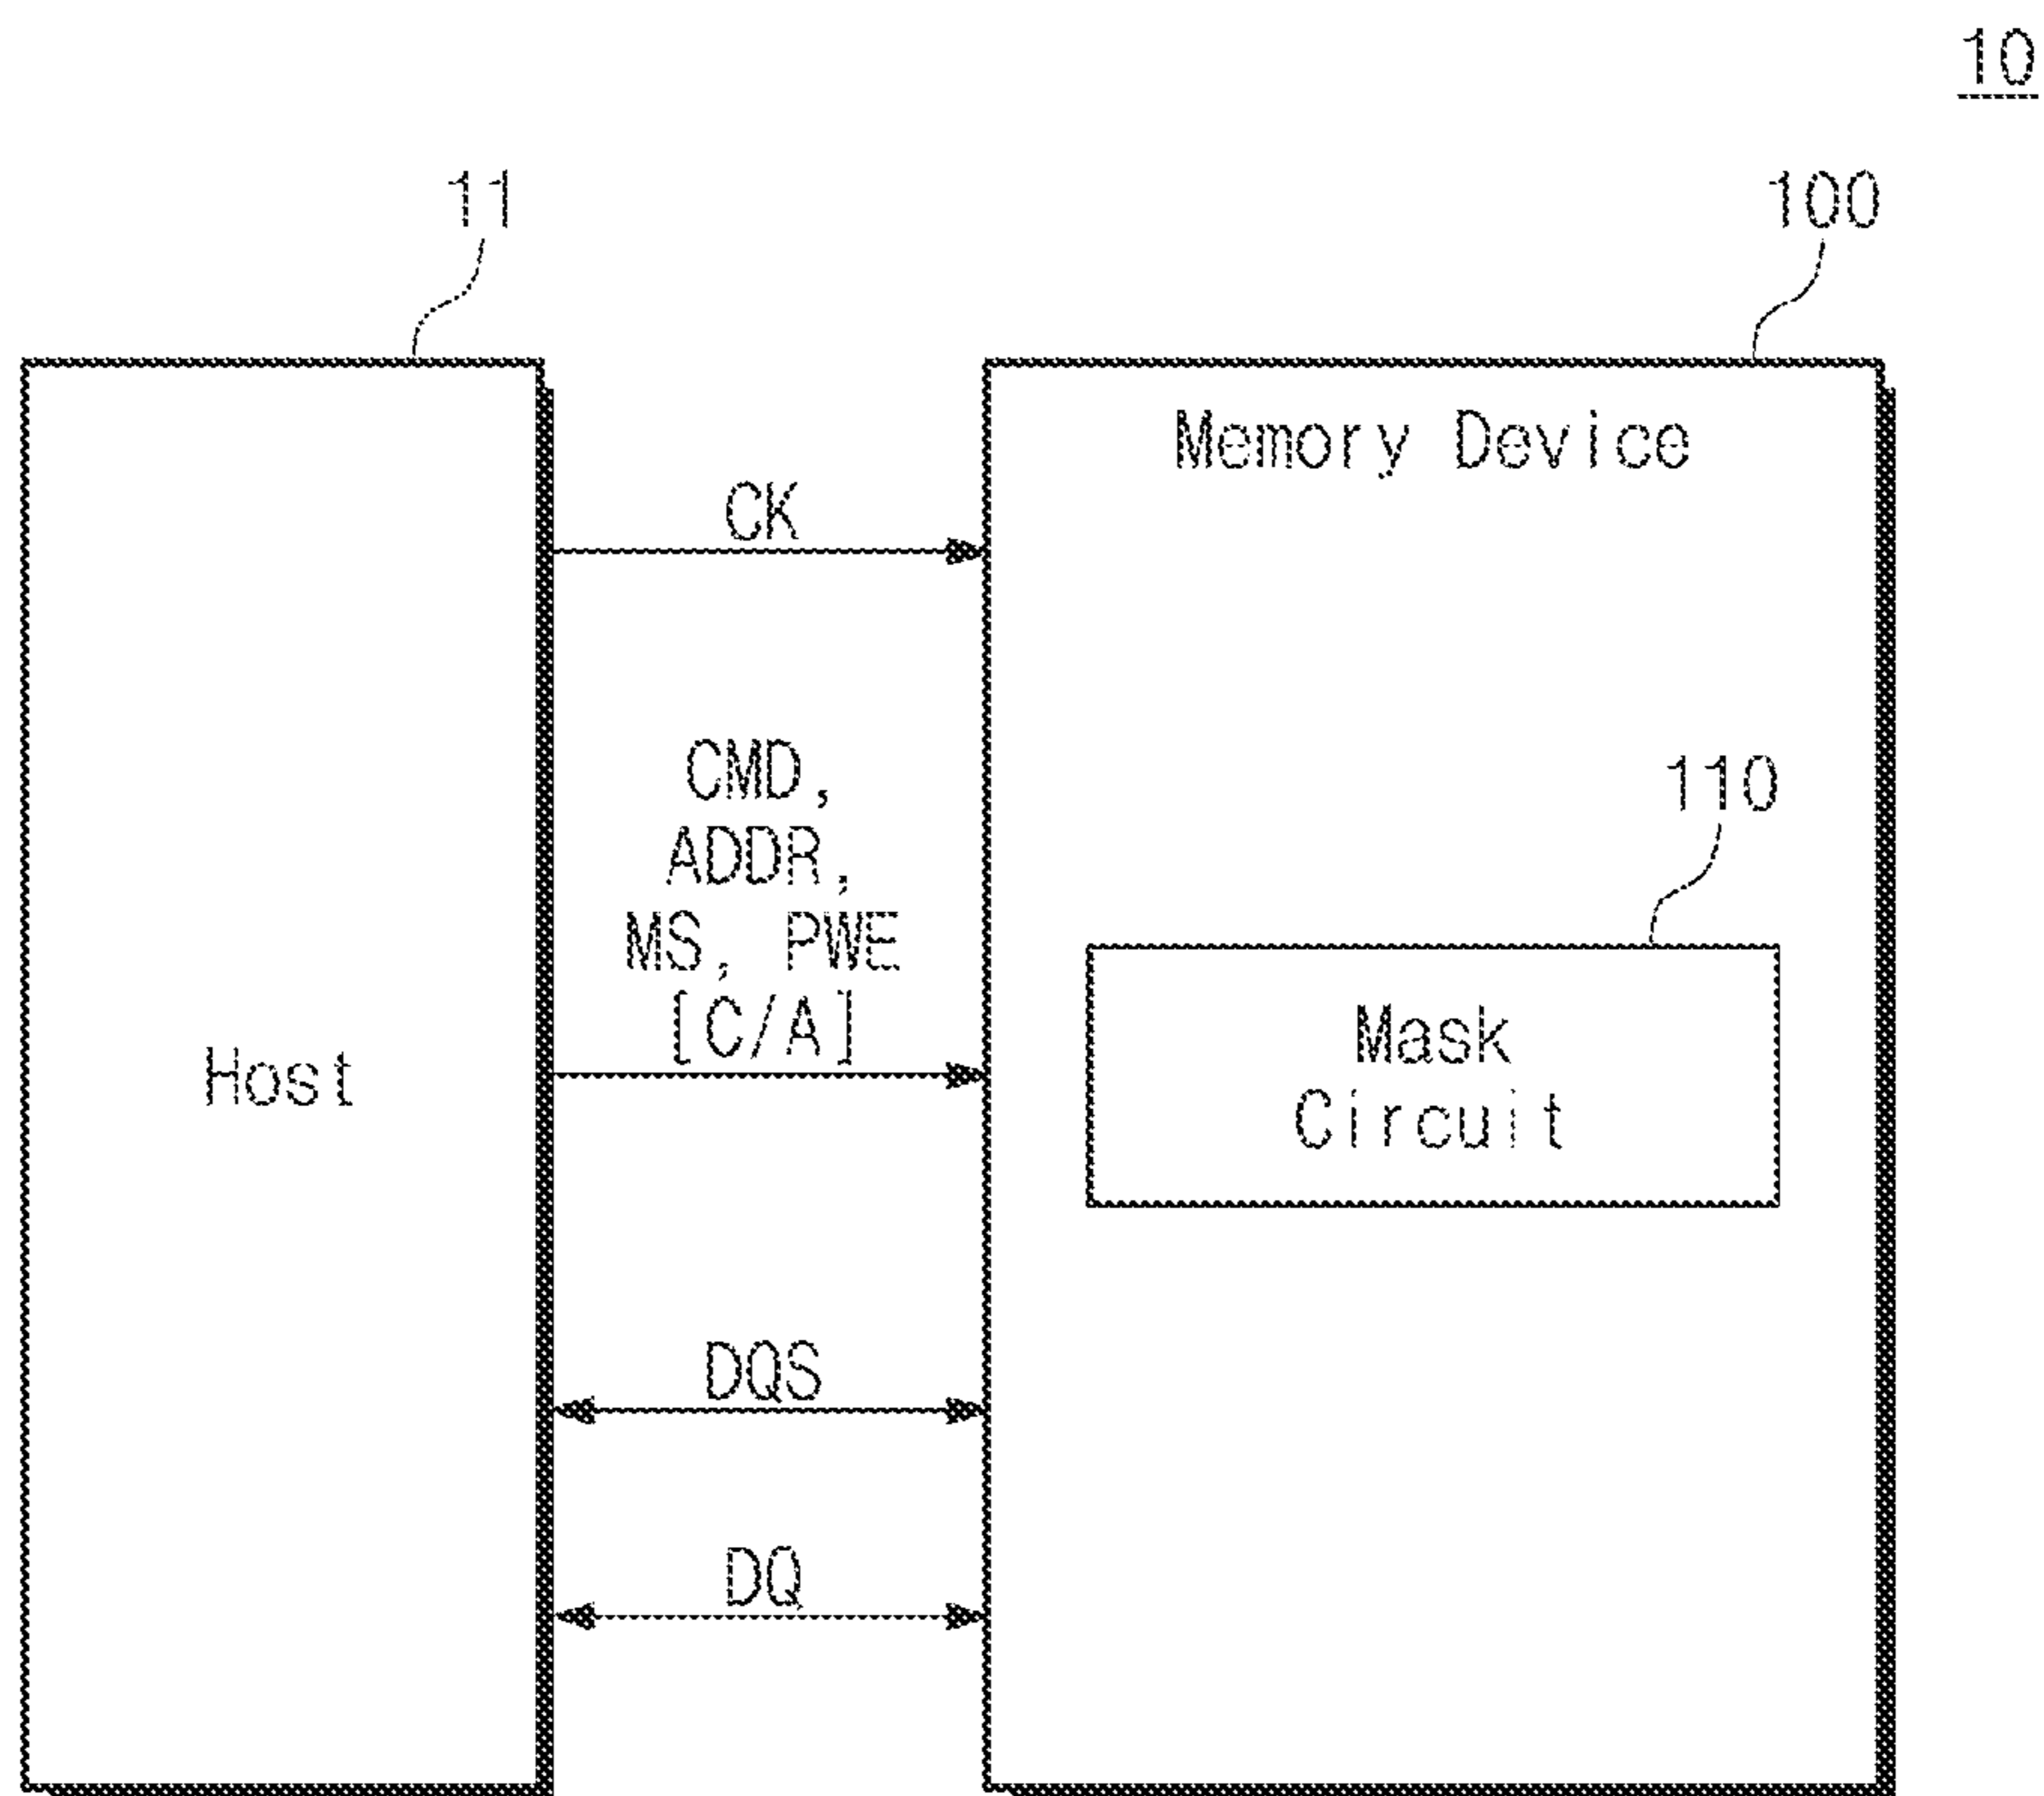 10
11
100
Memory Device
CK
CMD,
ADDR,
MS, PWE
[C/A]
110
Host
Mask
Circuit
DQS
DQ